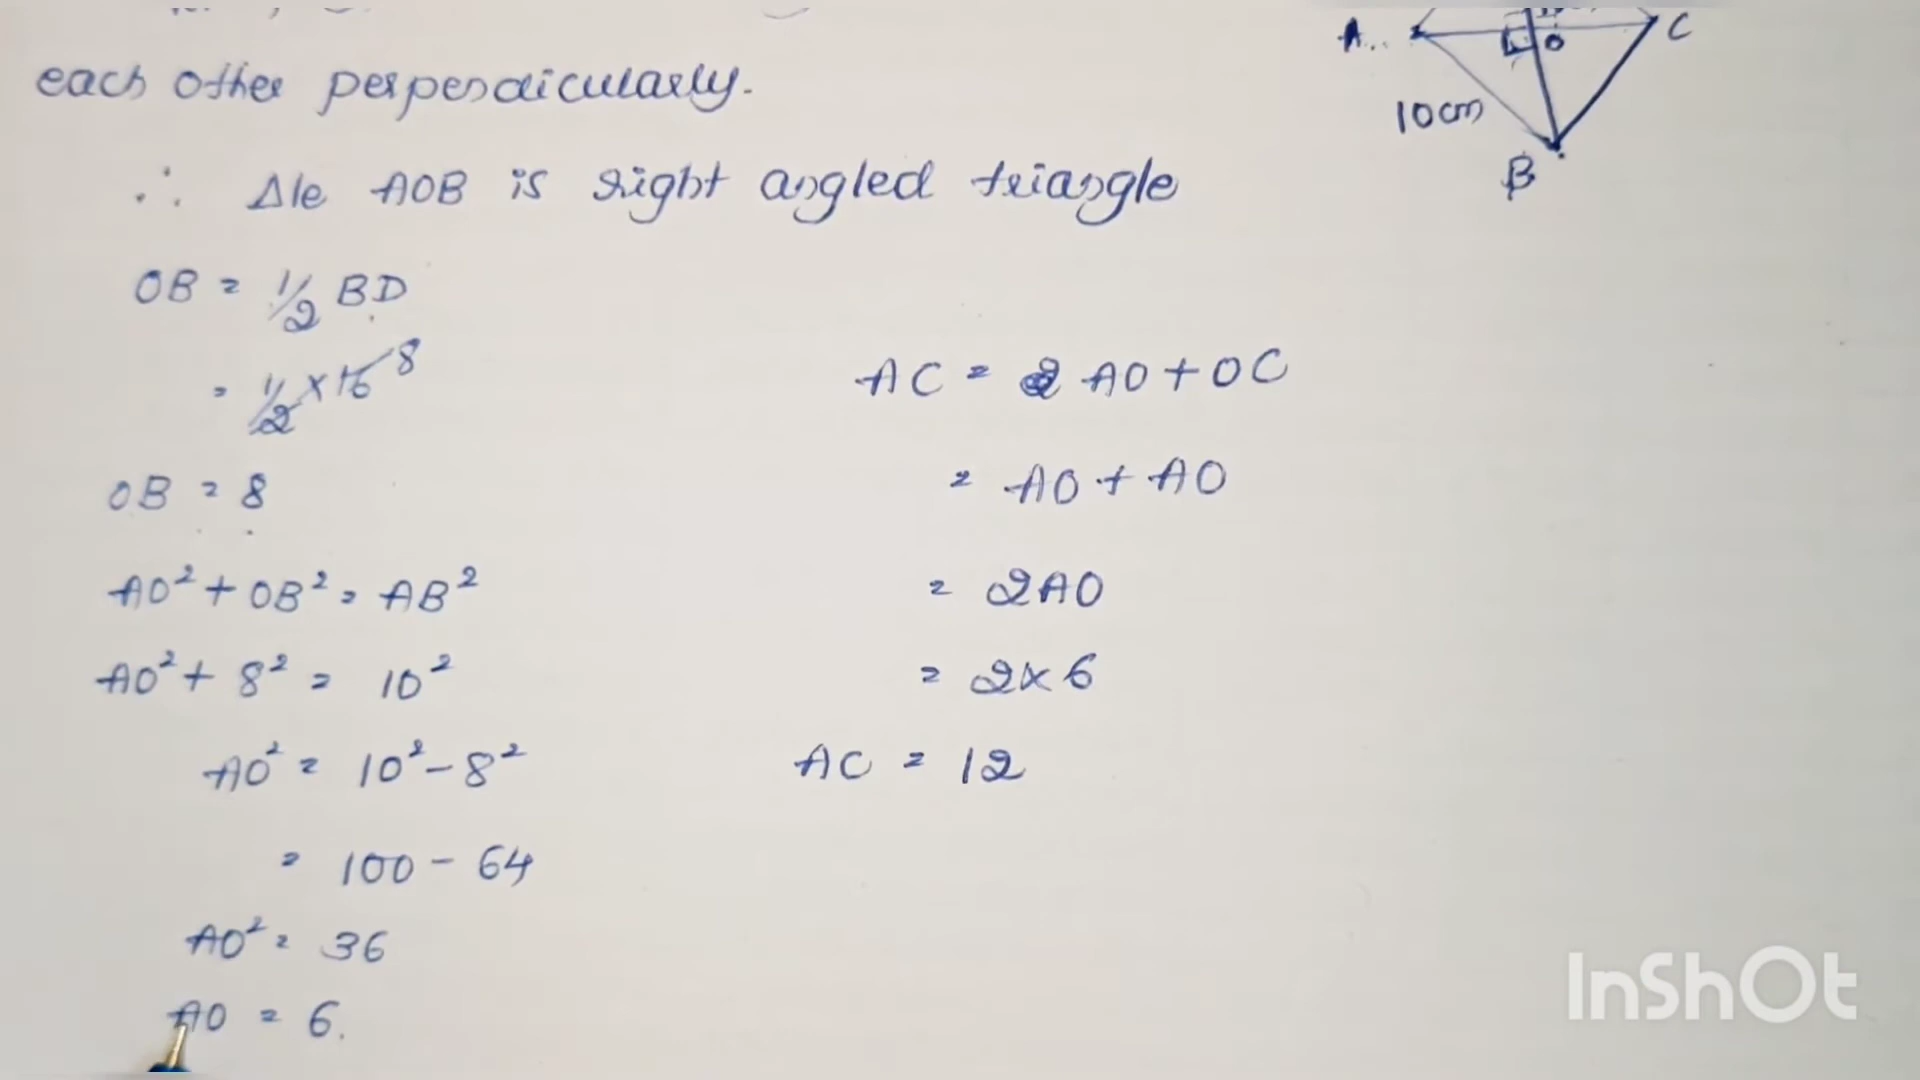 A..
C
O
each other perpendicularly.
10cm
B
∴ Δle AOB is right angled triangle
OB = 1/2 BD
= 1/2 × 16 8
OB = 8
AO² + OB² = AB²
AO² + 8² = 10²
AO² = 10² - 8²
= 100 - 64
AO² = 36
AO = 6.
AC = AO + OC
= AO + AO
= 2AO
= 2 × 6
AC = 12
InShOt